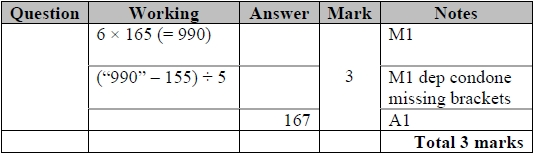 Question Working Answer Mark Notes
6 × 165 (= 990) M1
(“990” – 155) ÷ 5 3 M1 dep condone
missing brackets
167 A1
Total 3 marks